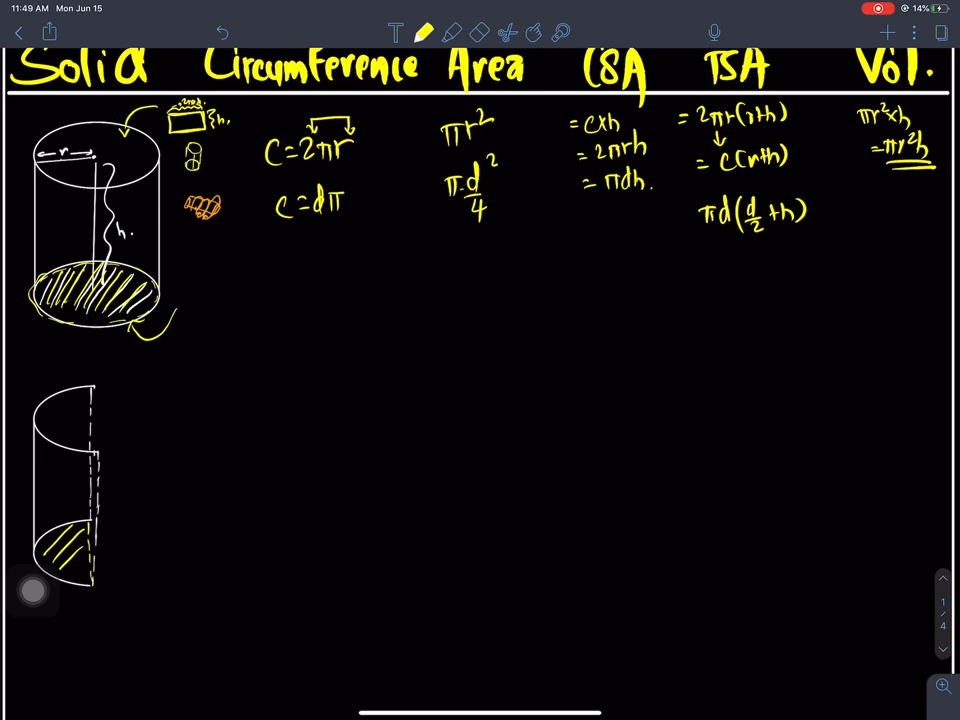 11:49 AM Mon Jun 15
14%
Solid Circumference Area CSA TSA Vol.
r
h.
h.
C=2πr
c=dπ
πr²
π·d²/4
=C×h
=2πrh
=πdh.
=2πr(r+h)
=C(r+h)
πd(d/2+h)
πr²×h
=πr²h
1
/
4